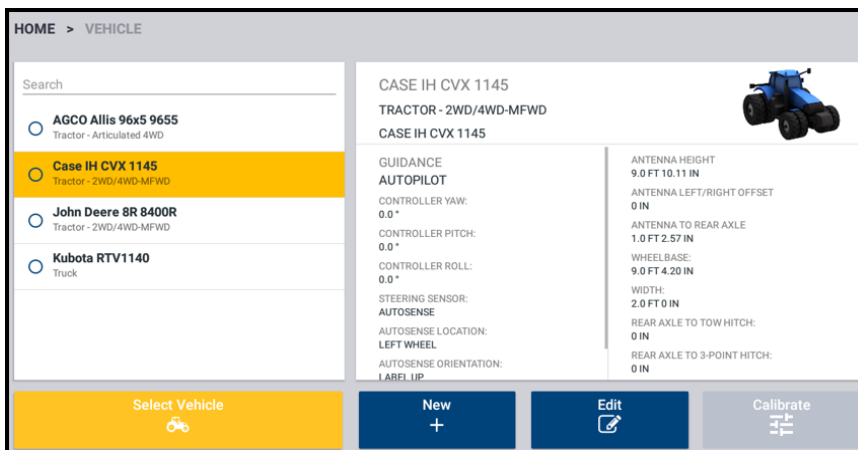 HOME > VEHICLE
Search
AGCO Allis 96x5 9655
Tractor - Articulated 4WD
Case IH CVX 1145
Tractor - 2WD/4WD-MFWD
John Deere 8R 8400R
Tractor - 2WD/4WD-MFWD
Kubota RTV1140
Truck
CASE IH CVX 1145
TRACTOR - 2WD/4WD-MFWD
CASE IH CVX 1145
GUIDANCE
AUTOPILOT
CONTROLLER YAW:
0.0 °
CONTROLLER PITCH:
0.0 °
CONTROLLER ROLL:
0.0 °
STEERING SENSOR:
AUTOSENSE
AUTOSENSE LOCATION:
LEFT WHEEL
AUTOSENSE ORIENTATION:
LABEL UP
ANTENNA HEIGHT
9.0 FT 10.11 IN
ANTENNA LEFT/RIGHT OFFSET
0 IN
ANTENNA TO REAR AXLE
1.0 FT 2.57 IN
WHEELBASE:
9.0 FT 4.20 IN
WIDTH:
2.0 FT 0 IN
REAR AXLE TO TOW HITCH:
0 IN
REAR AXLE TO 3-POINT HITCH:
0 IN
Select Vehicle
New
Edit
Calibrate